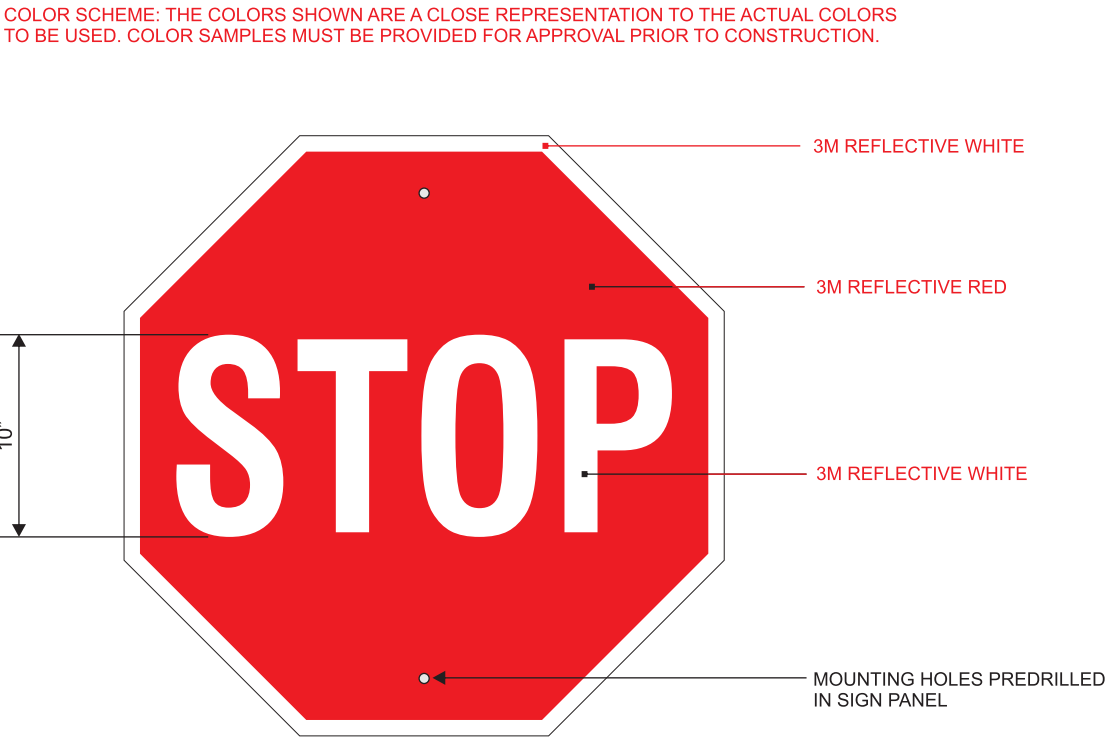 COLOR SCHEME: THE COLORS SHOWN ARE A CLOSE REPRESENTATION TO THE ACTUAL COLORS
TO BE USED. COLOR SAMPLES MUST BE PROVIDED FOR APPROVAL PRIOR TO CONSTRUCTION.
3M REFLECTIVE WHITE
3M REFLECTIVE RED
10"
STOP
3M REFLECTIVE WHITE
MOUNTING HOLES PREDRILLED
IN SIGN PANEL